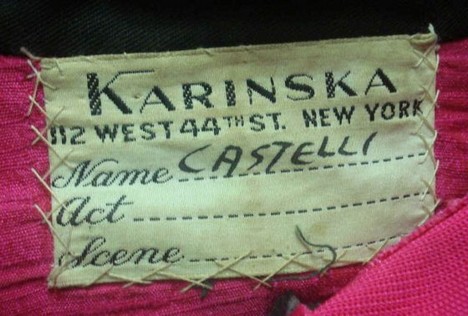 KARINSKA
112 WEST 44TH ST. NEW YORK
Name CASTELLI
Act
Scene